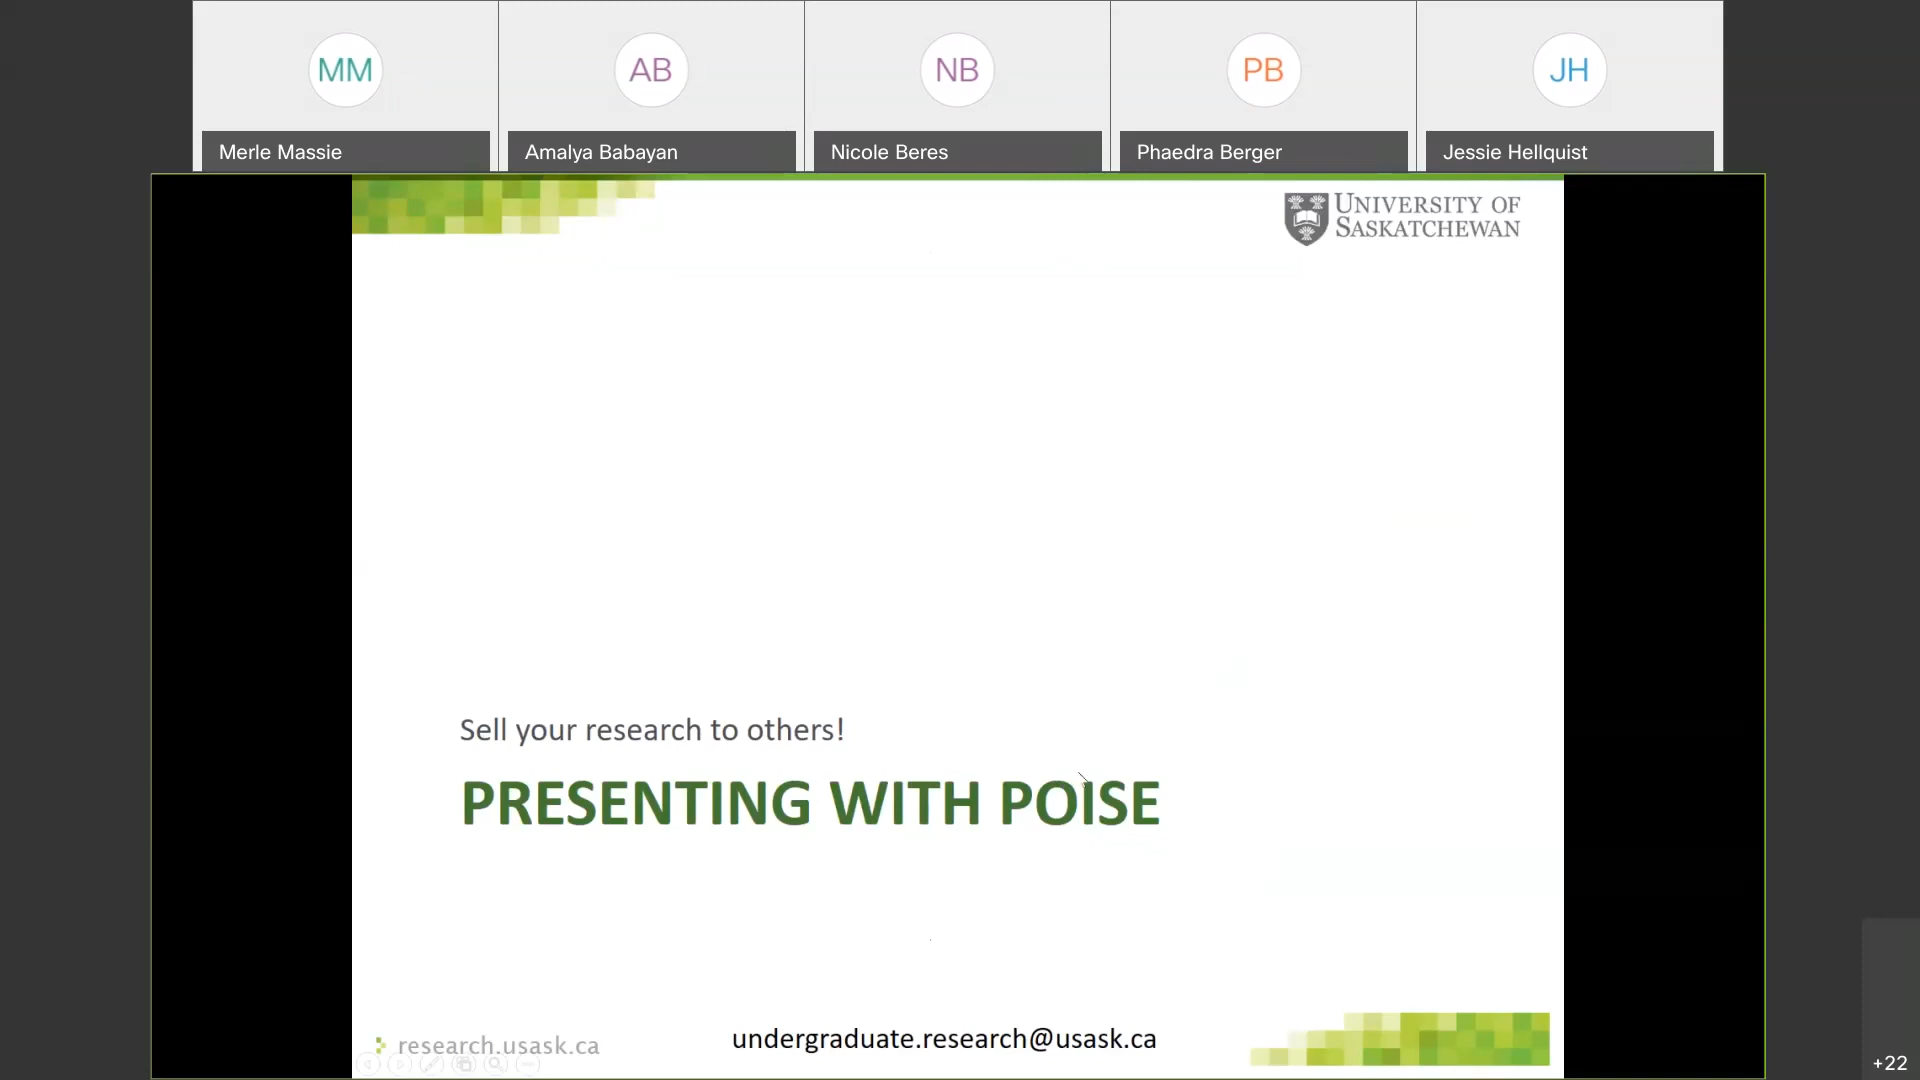 MM
AB
NB
PB
JH
Merle Massie
Amalya Babayan
Nicole Beres
Phaedra Berger
Jessie Hellquist
UNIVERSITY OF
SASKATCHEWAN
Sell your research to others!
PRESENTING WITH POISE
research.usask.ca
undergraduate.research@usask.ca
+22